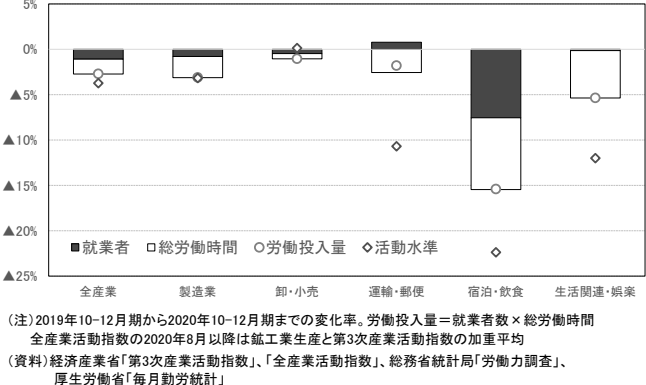 5%
0%
▲5%
▲10%
▲15%
▲20%
▲25%
■就業者 □総労働時間 ○労働投入量 ◇活動水準
全産業 製造業 卸・小売 運輸・郵便 宿泊・飲食 生活関連・娯楽
(注)2019年10-12月期から2020年10-12月期までの変化率。労働投入量=就業者数×総労働時間
全産業活動指数の2020年8月以降は鉱工業生産と第3次産業活動指数の加重平均
(資料)経済産業省「第3次産業活動指数」、「全産業活動指数」、総務省統計局「労働力調査」、
厚生労働省「毎月勤労統計」